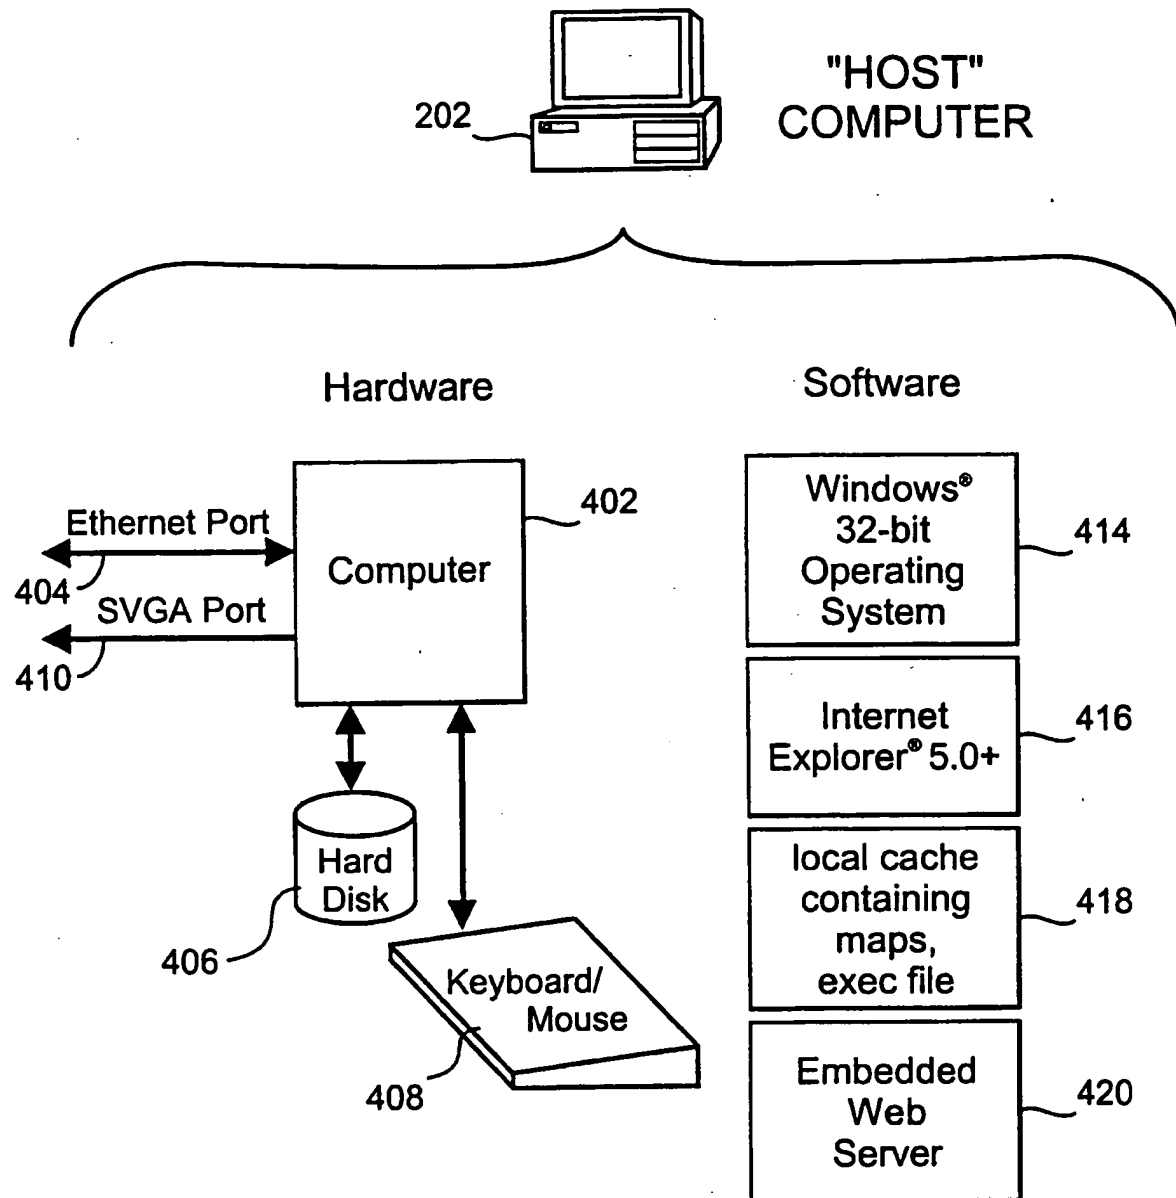 "HOST"
COMPUTER
202
Hardware
Software
Ethernet Port
404
SVGA Port
410
Computer
402
Hard
Disk
406
Keyboard/
Mouse
408
Windows®
32-bit
Operating
System
414
Internet
Explorer® 5.0+
416
local cache
containing
maps,
exec file
418
Embedded
Web
Server
420